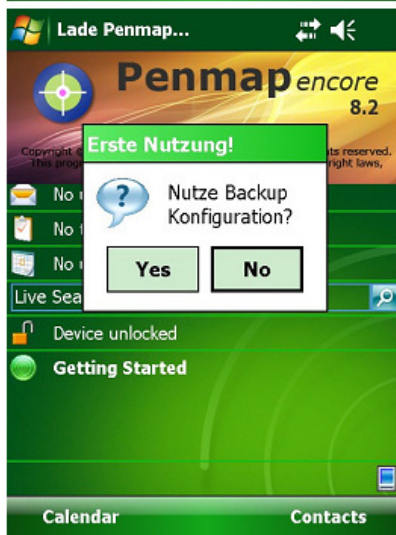 Lade Penmap...
Penmap encore
8.2
Copyright
ts reserved.
This progr
right laws,
Erste Nutzung!
Nutze Backup
Konfiguration?
Yes
No
No
No
No
Live Sea
Device unlocked
Getting Started
Calendar
Contacts